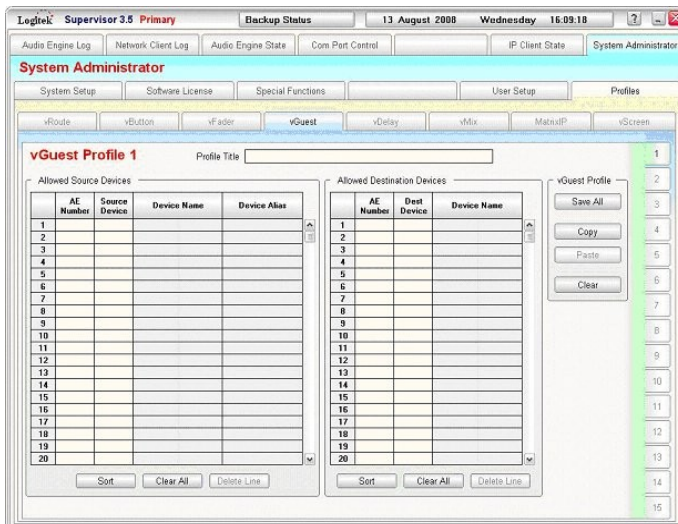 Logitek Supervisor 3.5 Primary Backup Status 13 August 2008 Wednesday 16:09:18 ?
Audio Engine Log Network Client Log Audio Engine State Com Port Control IP Client State System Administrator
System Administrator
System Setup Software License Special Functions User Setup Profiles
vRoute vButton vFader vGuest vDelay vMix MatrixIP vScreen
vGuest Profile 1 Profile Title
Allowed Source Devices Allowed Destination Devices vGuest Profile
AE Number Source Device Device Name Device Alias AE Number Dest Device Device Name
1 1
2 2
3 3
4 4
5 5
6 6
7 7
8 8
9 9
10 10
11 11
12 12
13 13
14 14
15 15
16 16
17 17
18 18
19 19
20 20
Sort Clear All Delete Line Sort Clear All Delete Line
Save All
Copy
Paste
Clear
1
2
3
4
5
6
7
8
9
10
11
12
13
14
15